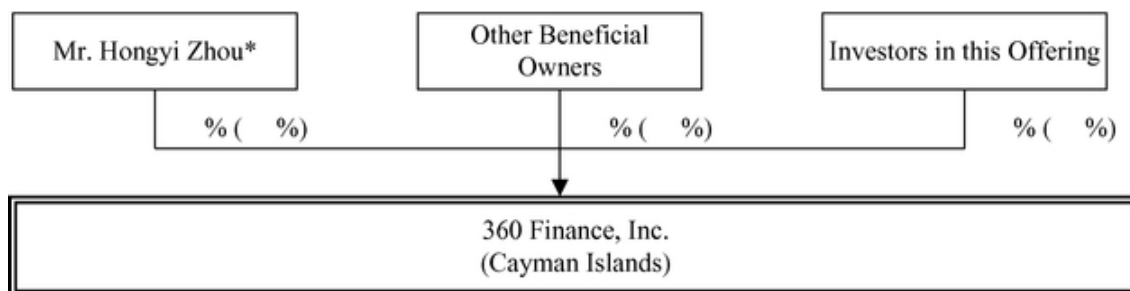 Mr. Hongyi Zhou*
Other Beneficial
Owners
Investors in this Offering
% ( %)
% ( %)
% ( %)
360 Finance, Inc.
(Cayman Islands)